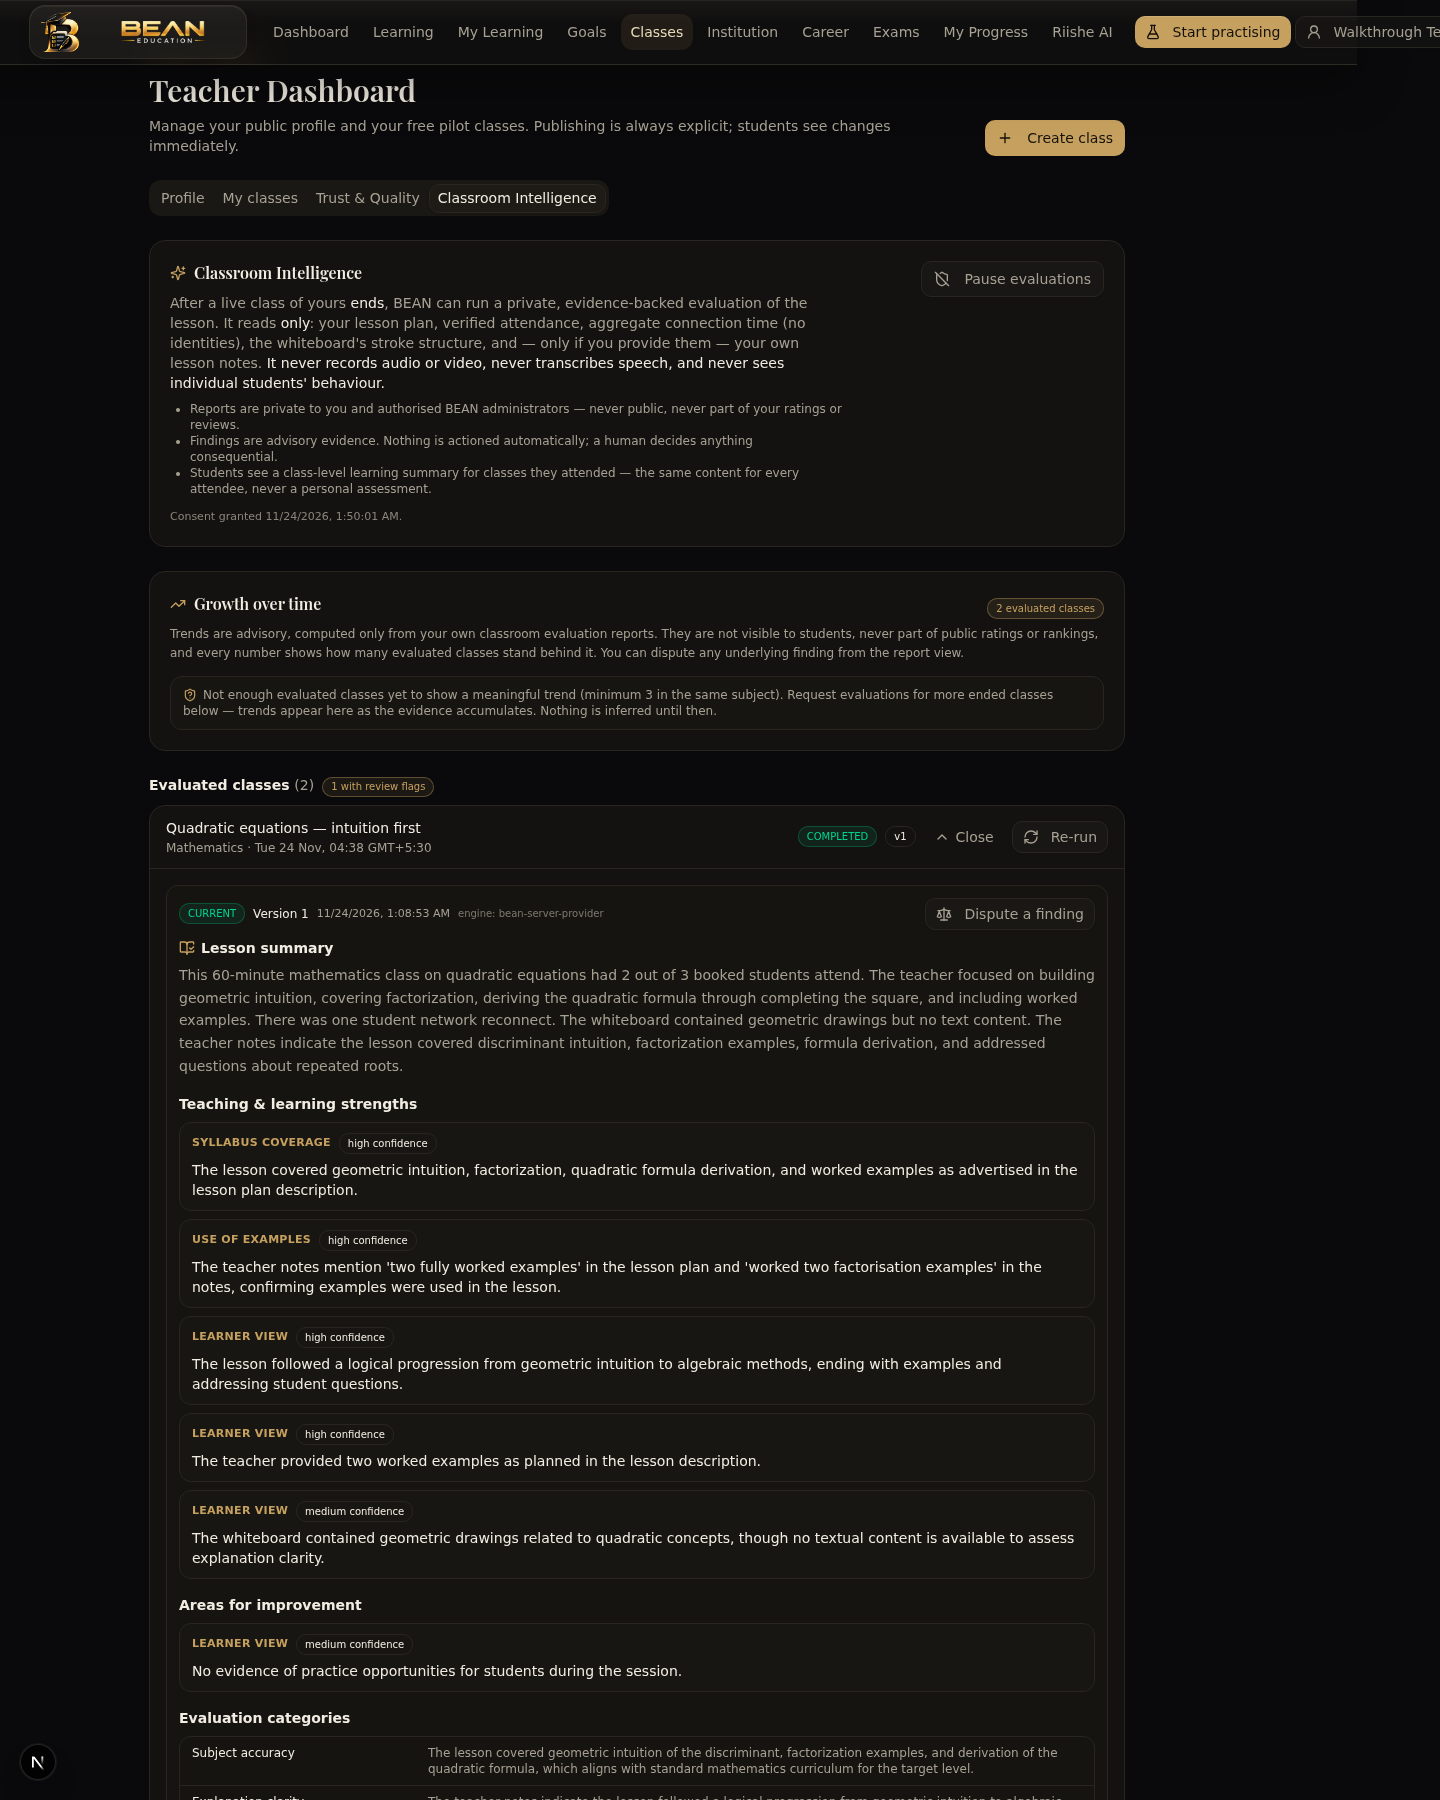 BEAN
EDUCATION
Dashboard Learning My Learning Goals Classes Institution Career Exams My Progress Riishe AI Start practising Walkthrough Te
Teacher Dashboard
Manage your public profile and your free pilot classes. Publishing is always explicit; students see changes
immediately.
Create class
Profile My classes Trust & Quality Classroom Intelligence
Classroom Intelligence
Pause evaluations
After a live class of yours ends, BEAN can run a private, evidence-backed evaluation of the
lesson. It reads only: your lesson plan, verified attendance, aggregate connection time (no
identities), the whiteboard's stroke structure, and — only if you provide them — your own
lesson notes. It never records audio or video, never transcribes speech, and never sees
individual students' behaviour.
• Reports are private to you and authorised BEAN administrators — never public, never part of your ratings or
reviews.
• Findings are advisory evidence. Nothing is actioned automatically; a human decides anything
consequential.
• Students see a class-level learning summary for classes they attended — the same content for every
attendee, never a personal assessment.
Consent granted 11/24/2026, 1:50:01 AM.
Growth over time
2 evaluated classes
Trends are advisory, computed only from your own classroom evaluation reports. They are not visible to students, never part of public ratings or rankings,
and every number shows how many evaluated classes stand behind it. You can dispute any underlying finding from the report view.
Not enough evaluated classes yet to show a meaningful trend (minimum 3 in the same subject). Request evaluations for more ended classes
below — trends appear here as the evidence accumulates. Nothing is inferred until then.
Evaluated classes (2) 1 with review flags
Quadratic equations — intuition first
Mathematics · Tue 24 Nov, 04:38 GMT+5:30
COMPLETED v1 Close Re-run
CURRENT Version 1 11/24/2026, 1:08:53 AM engine: bean-server-provider
Dispute a finding
Lesson summary
This 60-minute mathematics class on quadratic equations had 2 out of 3 booked students attend. The teacher focused on building
geometric intuition, covering factorization, deriving the quadratic formula through completing the square, and including worked
examples. There was one student network reconnect. The whiteboard contained geometric drawings but no text content. The
teacher notes indicate the lesson covered discriminant intuition, factorization examples, formula derivation, and addressed
questions about repeated roots.
Teaching & learning strengths
SYLLABUS COVERAGE high confidence
The lesson covered geometric intuition, factorization, quadratic formula derivation, and worked examples as advertised in the
lesson plan description.
USE OF EXAMPLES high confidence
The teacher notes mention 'two fully worked examples' in the lesson plan and 'worked two factorisation examples' in the
notes, confirming examples were used in the lesson.
LEARNER VIEW high confidence
The lesson followed a logical progression from geometric intuition to algebraic methods, ending with examples and
addressing student questions.
LEARNER VIEW high confidence
The teacher provided two worked examples as planned in the lesson description.
LEARNER VIEW medium confidence
The whiteboard contained geometric drawings related to quadratic concepts, though no textual content is available to assess
explanation clarity.
Areas for improvement
LEARNER VIEW medium confidence
No evidence of practice opportunities for students during the session.
Evaluation categories
Subject accuracy
The lesson covered geometric intuition of the discriminant, factorization examples, and derivation of the
quadratic formula, which aligns with standard mathematics curriculum for the target level.
Explanation clarity
The teacher notes indicate the lesson followed a logical progression from geometric intuition to algebraic
N